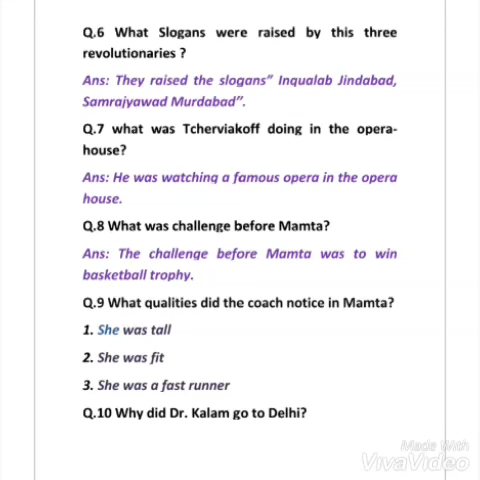 Q.6 What Slogans were raised by this three
revolutionaries ?
Ans: They raised the slogans” Inqualab Jindabad,
Samrajyawad Murdabad”.
Q.7 what was Tcherviakoff doing in the opera-
house?
Ans: He was watching a famous opera in the opera
house.
Q.8 What was challenge before Mamta?
Ans: The challenge before Mamta was to win
basketball trophy.
Q.9 What qualities did the coach notice in Mamta?
1. She was tall
2. She was fit
3. She was a fast runner
Q.10 Why did Dr. Kalam go to Delhi?
Made With
VivaVideo